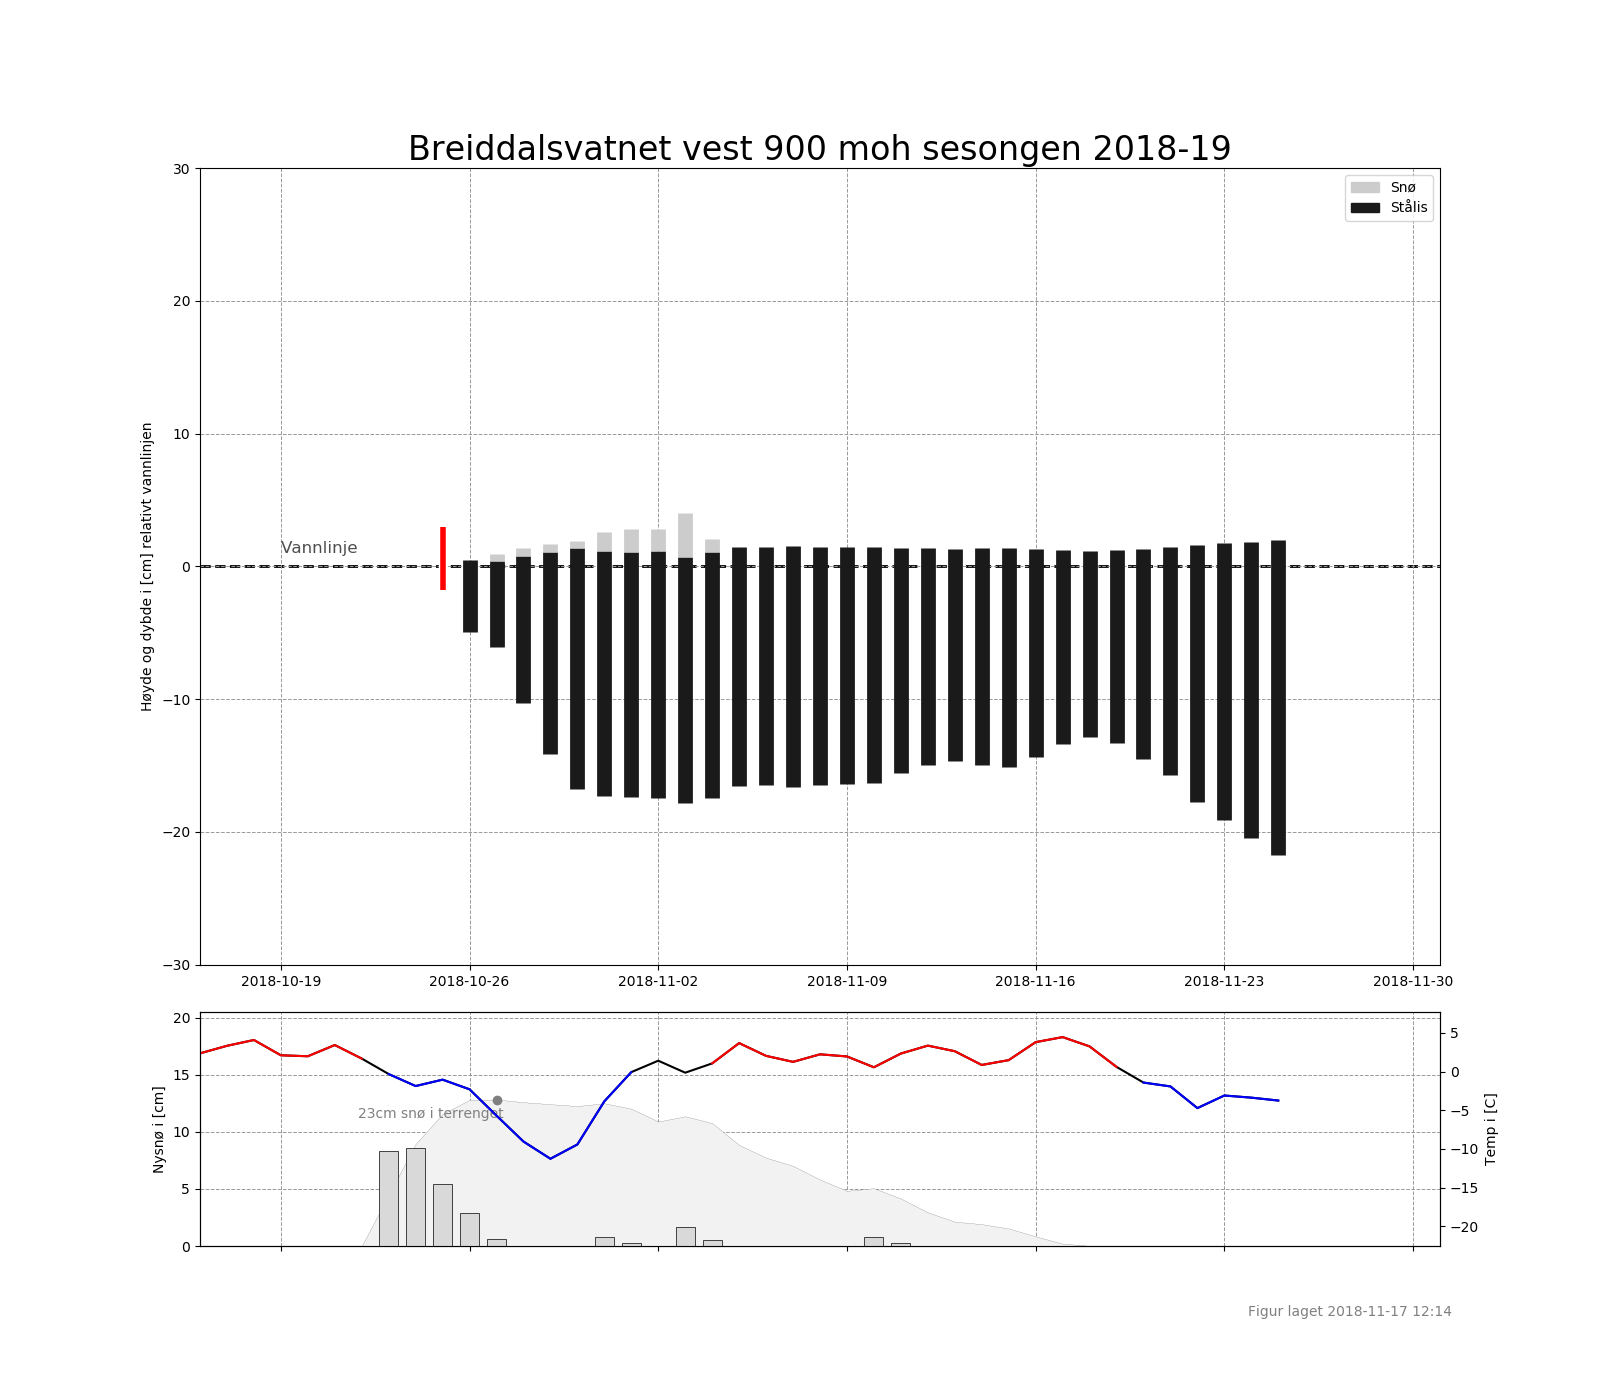 Breiddalsvatnet vest 900 moh sesongen 2018-19
Høyde og dybde i [cm] relativt vannlinjen
30
20
10
0
−10
−20
−30
Snø
Stålis
Vannlinje
2018-10-19 2018-10-26 2018-11-02 2018-11-09 2018-11-16 2018-11-23 2018-11-30
Nysnø i [cm]
20
15
10
5
0
23cm snø i terrenget
5
0
−5
−10
−15
−20
Temp i [C]
Figur laget 2018-11-17 12:14